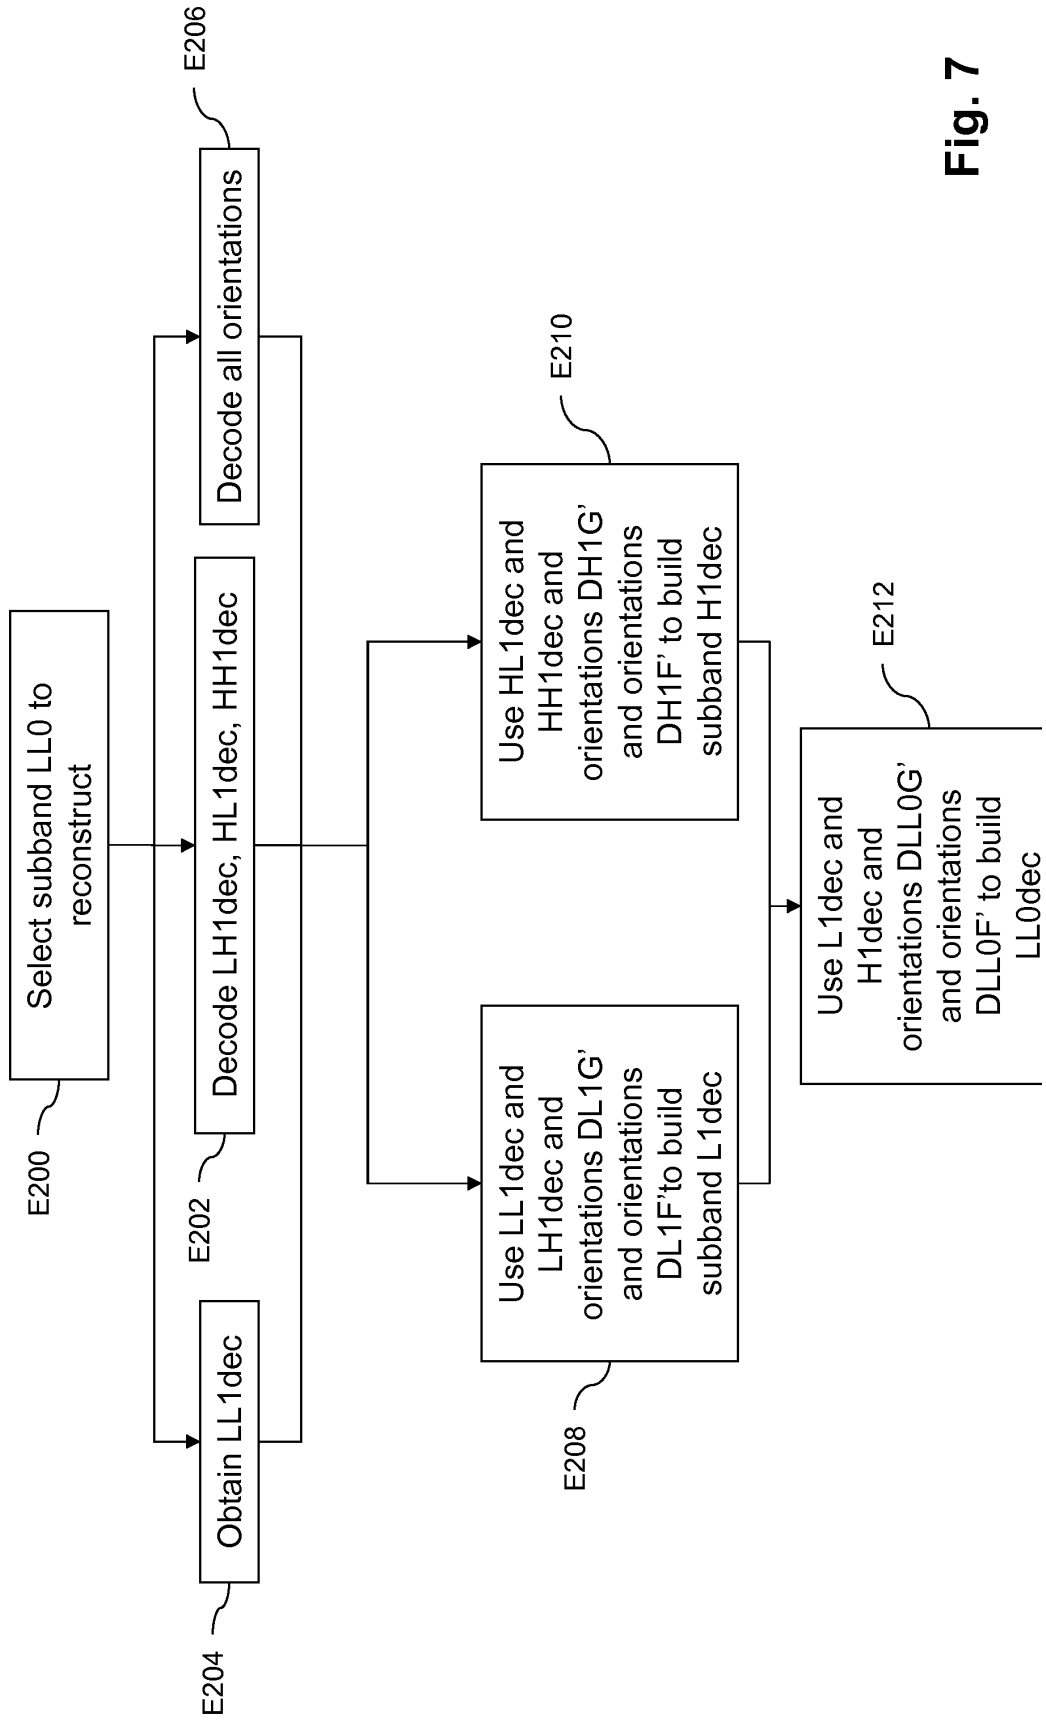 Select subband LL0 to
reconstruct
E200
Obtain LL1dec
E204
Decode LH1dec, HL1dec, HH1dec
E202
Decode all orientations
E206
Use LL1dec and
LH1dec and
orientations DL1G'
and orientations
DL1F'to build
subband L1dec
E208
Use HL1dec and
HH1dec and
orientations DH1G'
and orientations
DH1F' to build
subband H1dec
E210
Use L1dec and
H1dec and
orientations DLL0G'
and orientations
DLL0F' to build
LL0dec
E212
Fig. 7